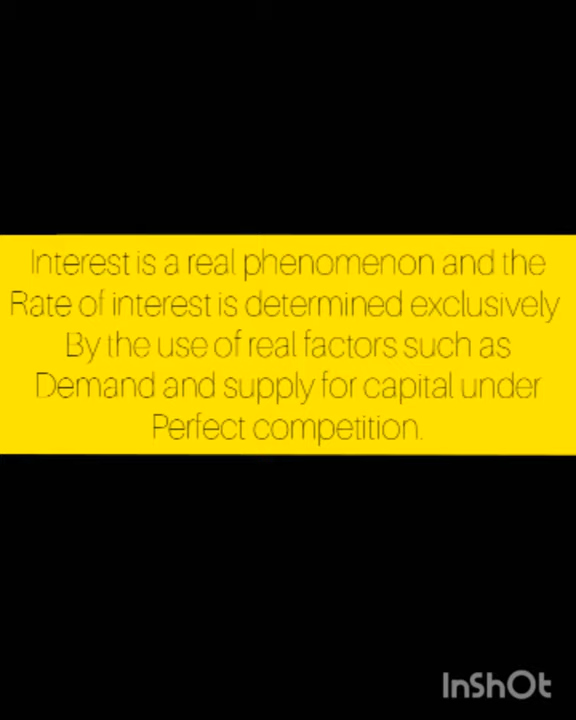 Interest is a real phenomenon and the
Rate of interest is determined exclusively
By the use of real factors such as
Demand and supply for capital under
Perfect competition.
InShOt